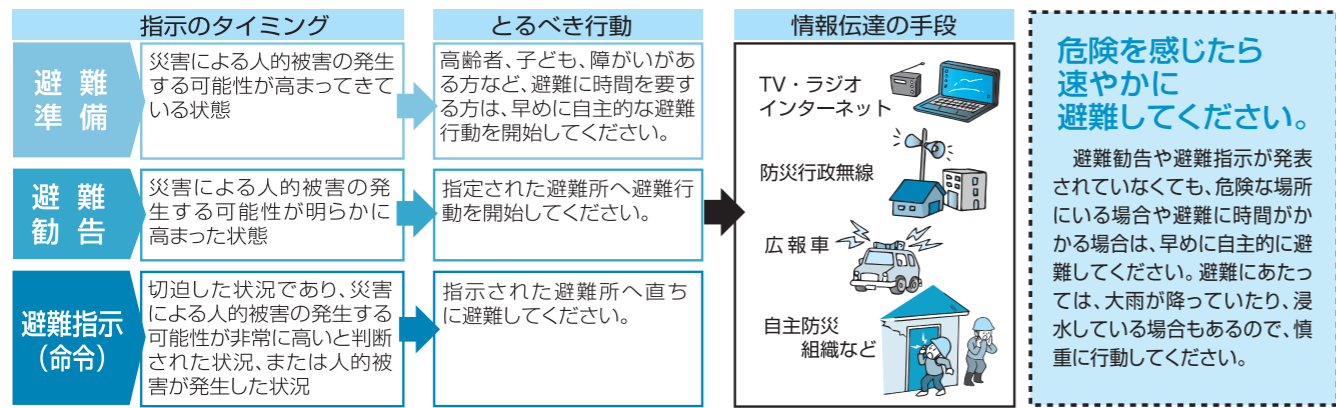 指示のタイミング
とるべき行動
情報伝達の手段
避難
準備
災害による人的被害の発生
する可能性が高まってきて
いる状態
高齢者、子ども、障がいがあ
る方など、避難に時間を要す
る方は、早めに自主的な避難
行動を開始してください。
避難
勧告
災害による人的被害の発
生する可能性が明らかに
高まった状態
指定された避難所へ避難行
動を開始してください。
避難指示
（命令）
切迫した状況であり、災害
による人的被害の発生する
可能性が非常に高いと判断
された状況、または人的被
害が発生した状況
指示された避難所へ直ち
に避難してください。
TV・ラジオ
インターネット
防災行政無線
広報車
自主防災
組織など
危険を感じたら
速やかに
避難してください。
避難勧告や避難指示が発表
されていなくても、危険な場所
にいる場合や避難に時間がか
かる場合は、早めに自主的に避
難してください。避難にあたっ
ては、大雨が降っていたり、浸
水している場合もあるので、慎
重に行動してください。